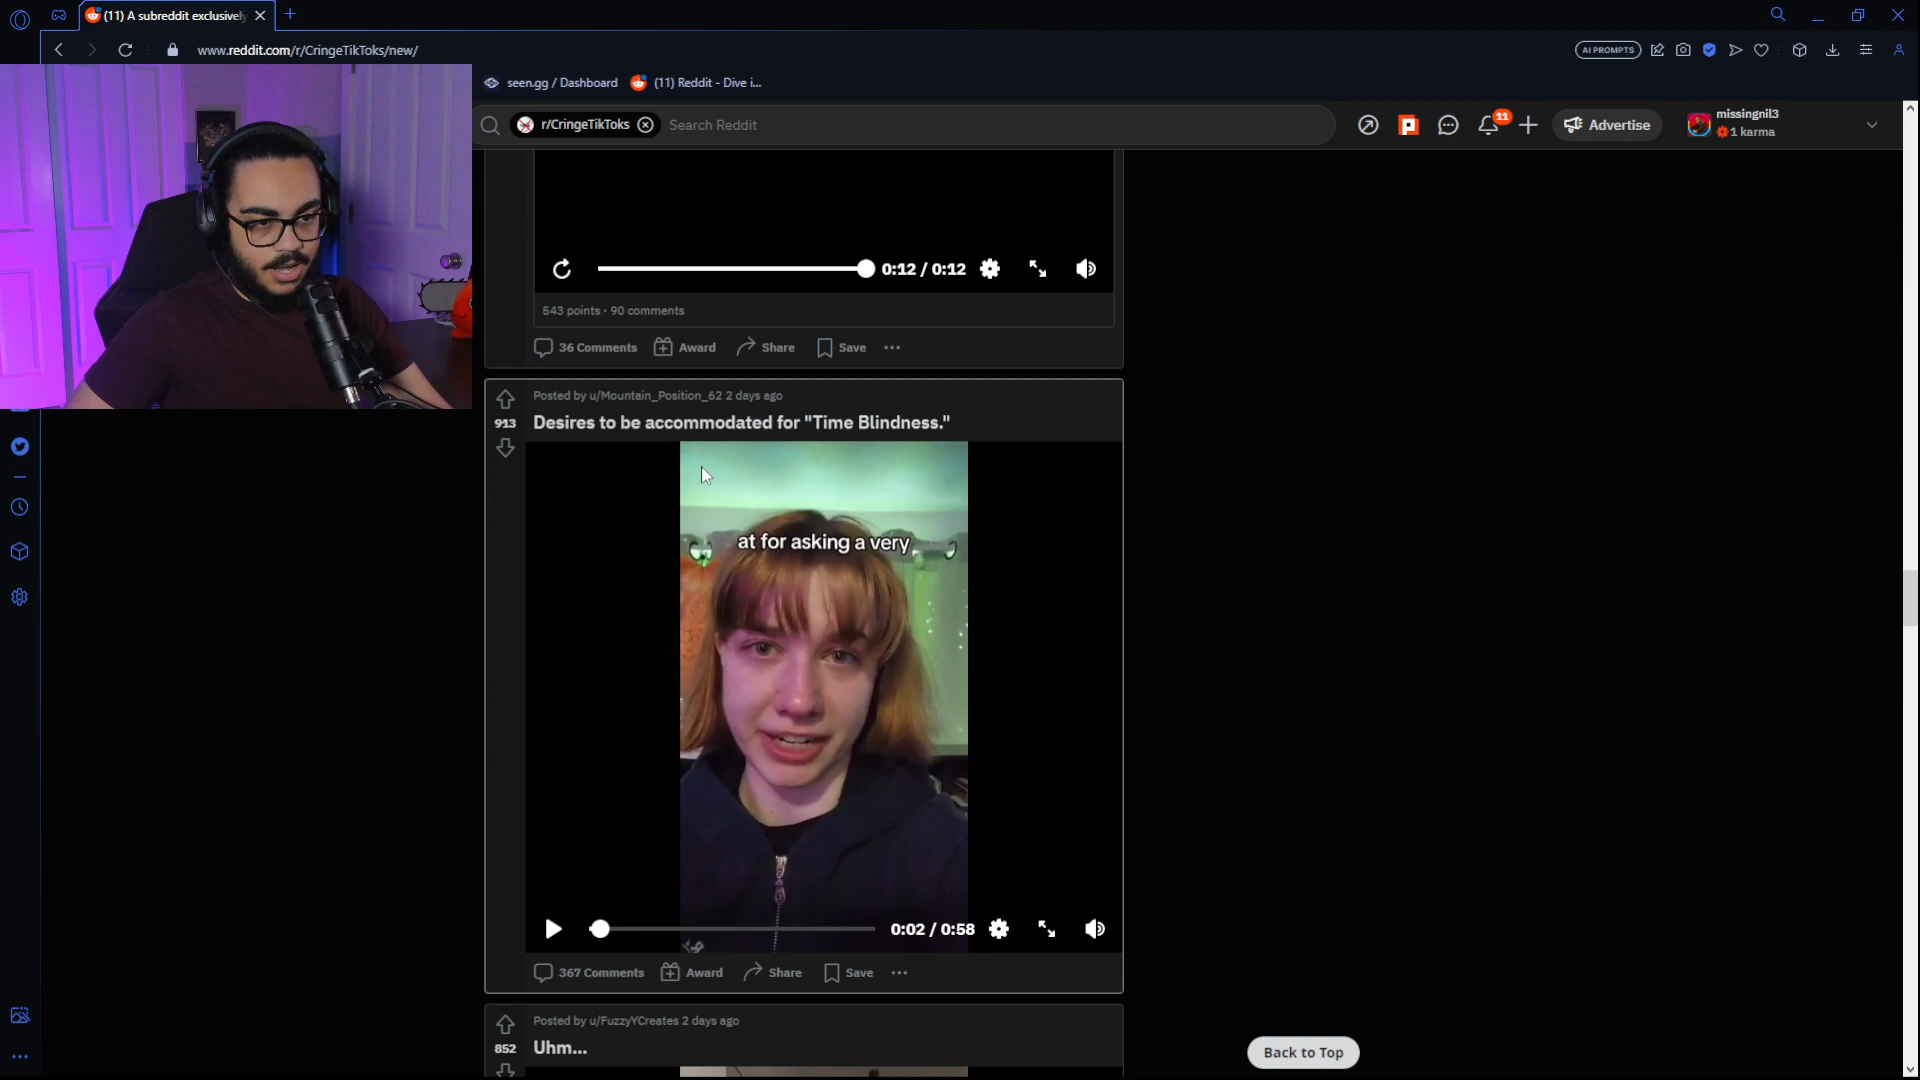 (11) A subreddit exclusively
www.reddit.com/r/CringeTikToks/new/
AI PROMPTS
seen.gg / Dashboard
(11) Reddit - Dive i...
r/CringeTikToks
Search Reddit
11
Advertise
missingnil3
1 karma
0:12 / 0:12
543 points • 90 comments
36 Comments
Award
Share
Save
Posted by u/Mountain_Position_62 2 days ago
913
Desires to be accommodated for "Time Blindness."
at for asking a very
0:02 / 0:58
367 Comments
Award
Share
Save
Posted by u/FuzzyYCreates 2 days ago
852
Uhm...
Back to Top